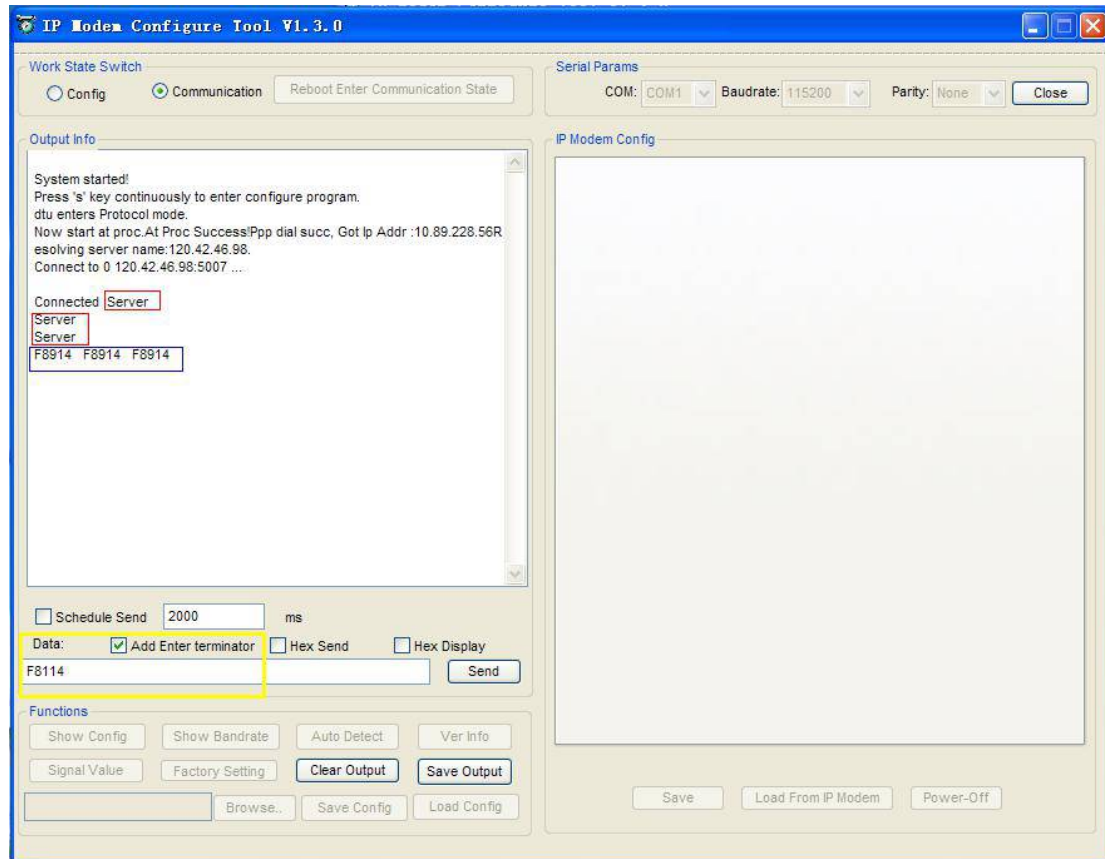 IP Modem Configure Tool V1.3.0
Work State Switch
Config Communication Reboot Enter Communication State
Serial Params
COM: COM1 Baudrate: 115200 Parity: None Close
Output Info
System started!
Press 's' key continuously to enter configure program.
dtu enters Protocol mode.
Now start at proc.At Proc Success!Ppp dial succ, Got Ip Addr :10.89.228.56R
esolving server name:120.42.46.98.
Connect to 0 120.42.46.98:5007 ...
Connected Server
Server
Server
F8914 F8914 F8914
Schedule Send 2000 ms
Data: Add Enter terminator Hex Send Hex Display
F8114 Send
Functions
Show Config Show Bandrate Auto Detect Ver Info
Signal Value Factory Setting Clear Output Save Output
Browse.. Save Config Load Config
IP Modem Config
Save Load From IP Modem Power-Off